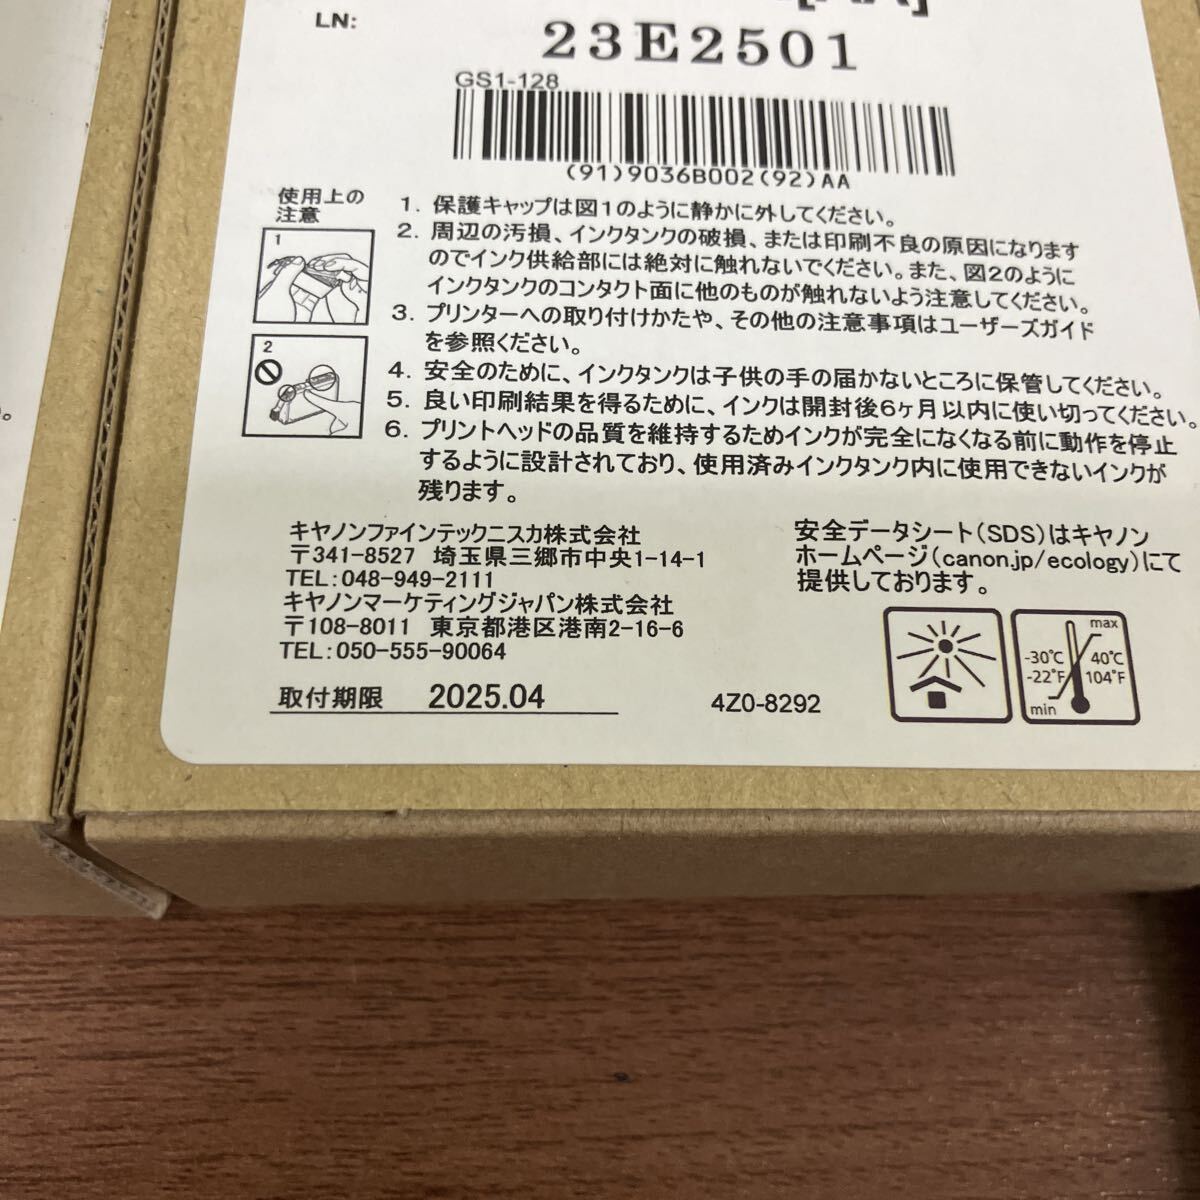 LN:
23E2501
GS1-128
(91)9036B002(92)AA
使用上の
注意
1
2
1. 保護キャップは図1のように静かに外してください。
2. 周辺の汚損、インクタンクの破損、または印刷不良の原因になります
のでインク供給部には絶対に触れないでください。また、図2のように
インクタンクのコンタクト面に他のものが触れないよう注意してください。
3. プリンターへの取り付けかたや、その他の注意事項はユーザーズガイド
を参照ください。
4. 安全のために、インクタンクは子供の手の届かないところに保管してください。
5. 良い印刷結果を得るために、インクは開封後6ヶ月以内に使い切ってください。
6. プリントヘッドの品質を維持するためインクが完全になくなる前に動作を停止
するように設計されており、使用済みインクタンク内に使用できないインクが
残ります。
キヤノンファインテックニスカ株式会社
〒341-8527 埼玉県三郷市中央1-14-1
TEL:048-949-2111
キヤノンマーケティングジャパン株式会社
〒108-8011 東京都港区港南2-16-6
TEL:050-555-90064
取付期限 2025.04
安全データシート(SDS)はキヤノン
ホームページ(canon.jp/ecology)にて
提供しております。
4Z0-8292
max
-30℃ 40℃
-22°F 104°F
min